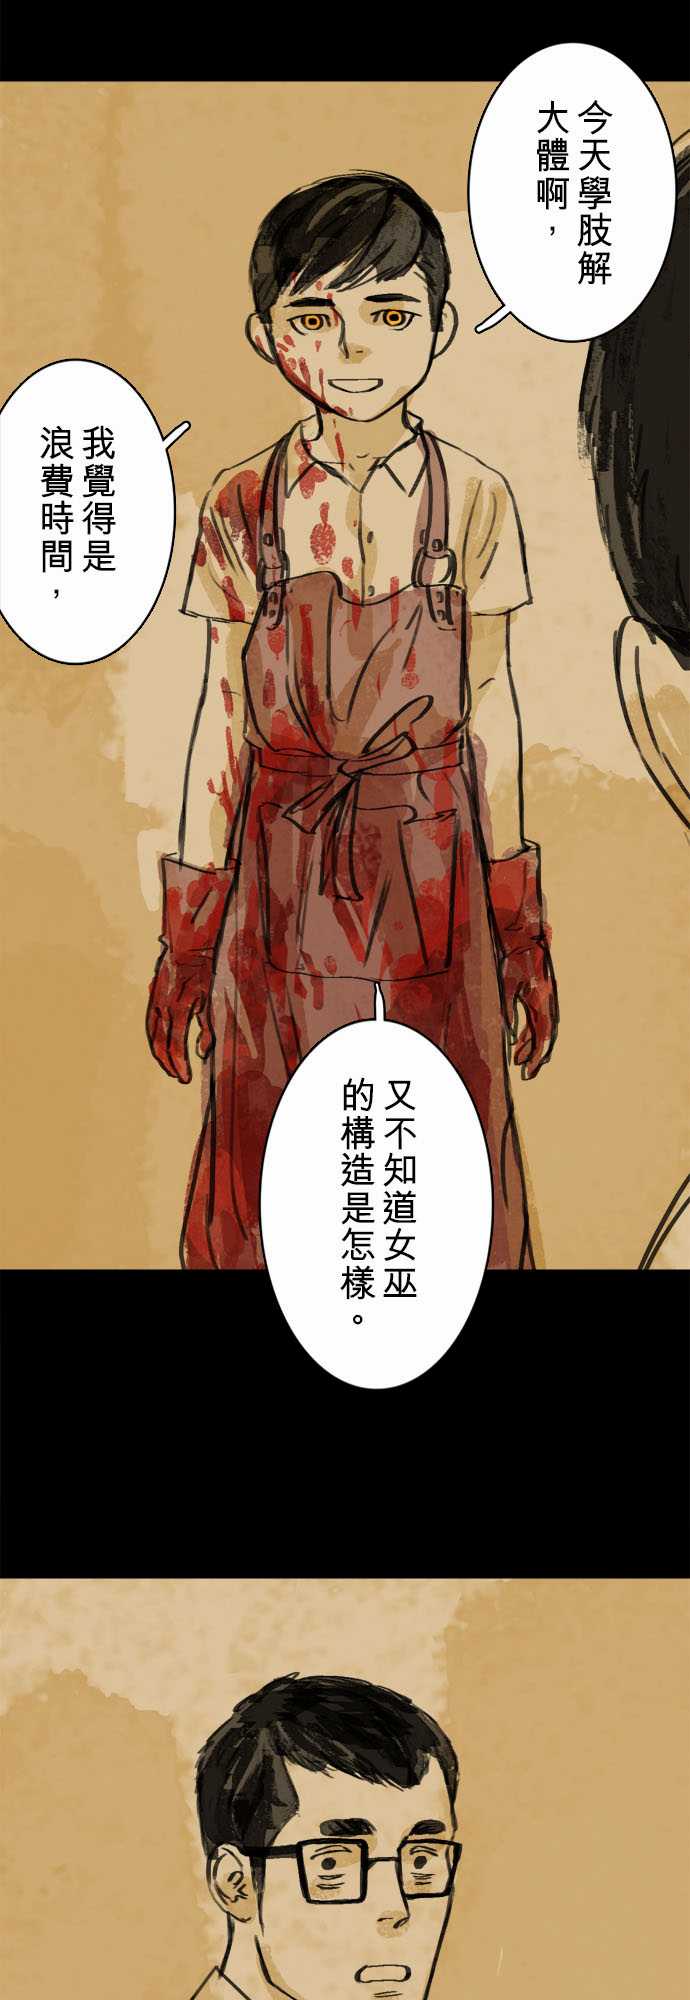 今天學肢解
大體啊，
我覺得是
浪費時間，
又不知道女巫
的構造是怎樣。